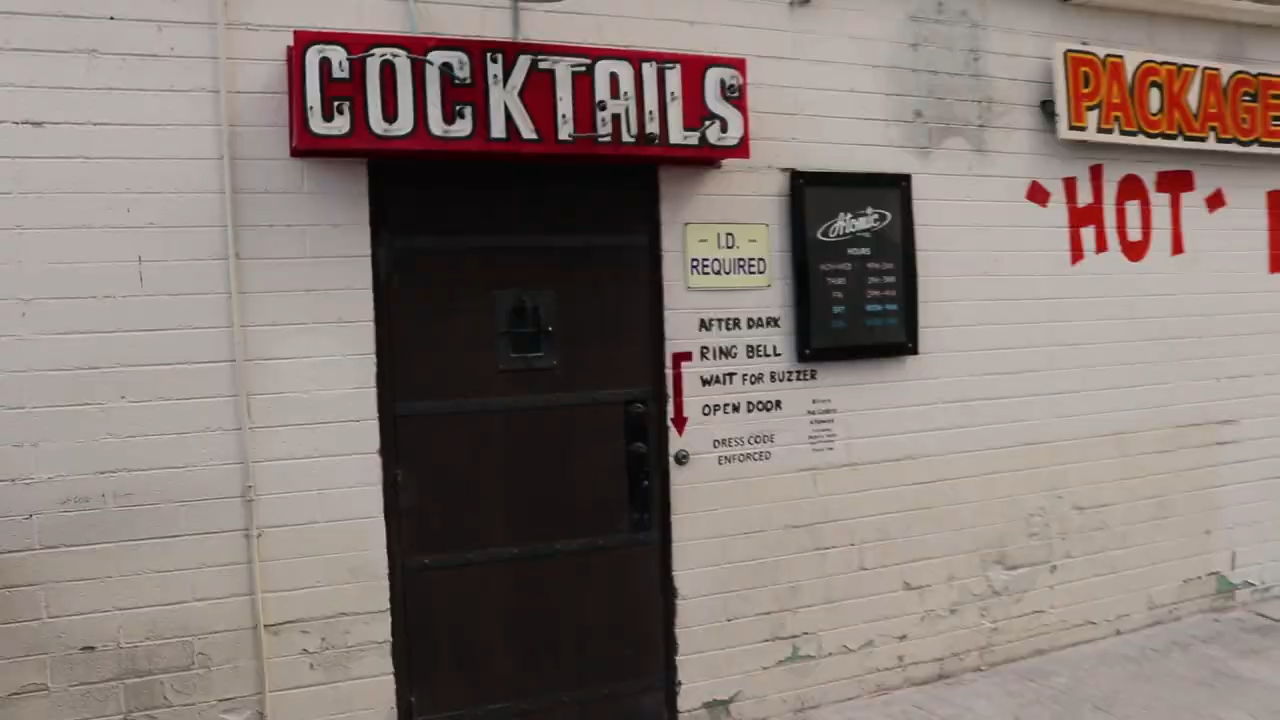 COCKTAILS
PACKAGE
HOT
- I.D. -
REQUIRED
Atomic
HOURS
AFTER DARK
RING BELL
WAIT FOR BUZZER
OPEN DOOR
DRESS CODE
ENFORCED